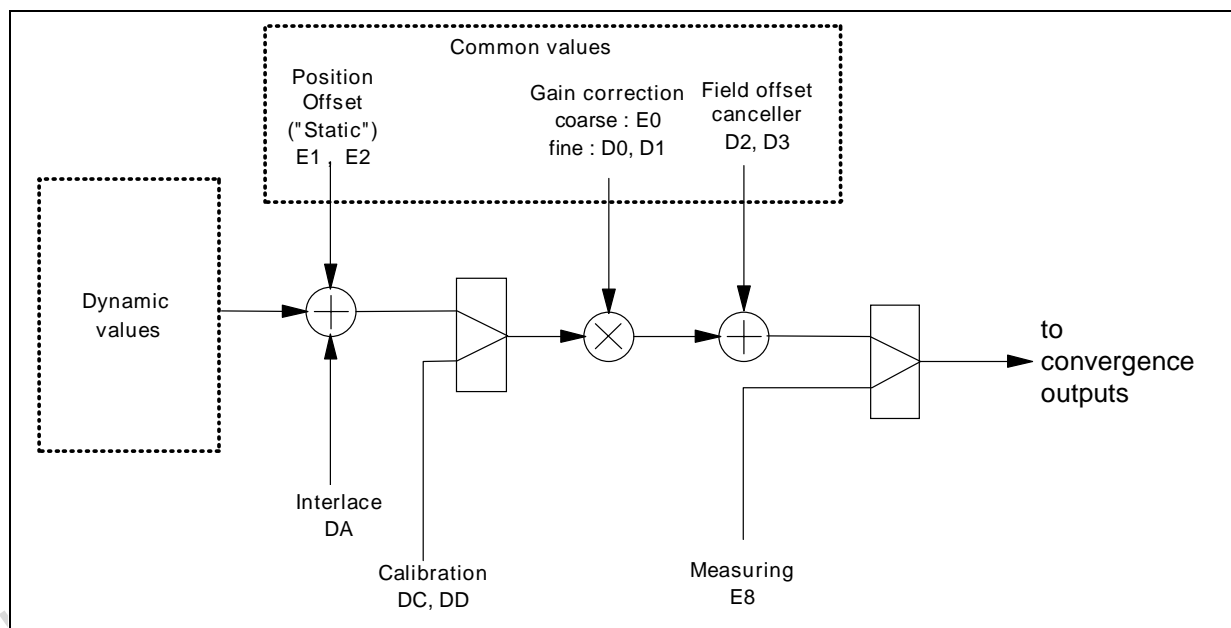 Common values
Position
Offset
("Static")
E1 , E2
Gain correction
coarse : E0
fine : D0, D1
Field offset
canceller
D2, D3
Dynamic
values
to
convergence
outputs
Interlace
DA
Calibration
DC, DD
Measuring
E8